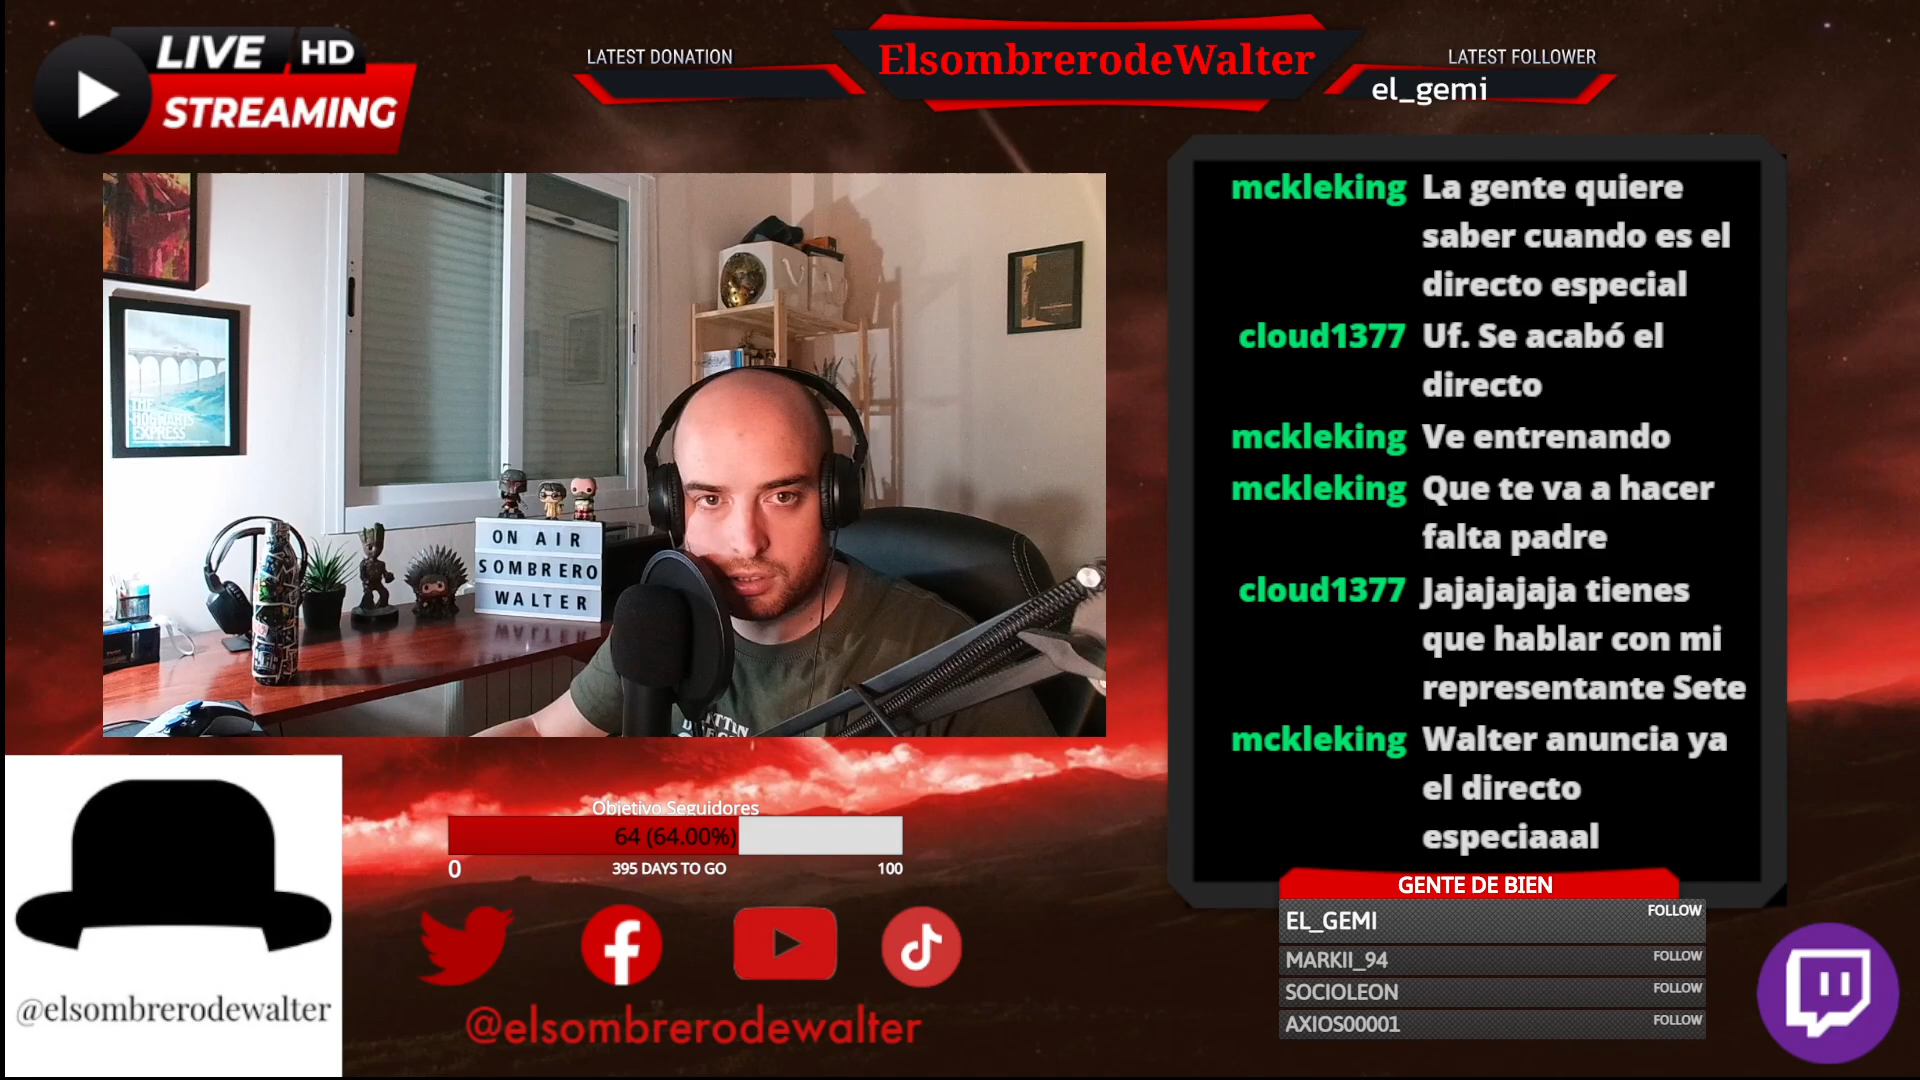 LIVE HD
STREAMING
LATEST DONATION
ElsombrerodeWalter
LATEST FOLLOWER
el_gemi
mckleking La gente quiere
saber cuando es el
directo especial
cloud1377 Uf. Se acabó el
directo
mckleking Ve entrenando
mckleking Que te va a hacer
falta padre
cloud1377 Jajajajaja tienes
que hablar con mi
representante Sete
mckleking Walter anuncia ya
el directo
especiaaal
THE
HOGWARTS
EXPRESS
ON AIR
SOMBRERO
WALTER
@elsombrerodewalter
Objetivo Seguidores
64 (64.00%)
0
395 DAYS TO GO
100
@elsombrerodewalter
GENTE DE BIEN
EL_GEMI FOLLOW
MARKII_94 FOLLOW
SOCIOLEON FOLLOW
AXIOS00001 FOLLOW